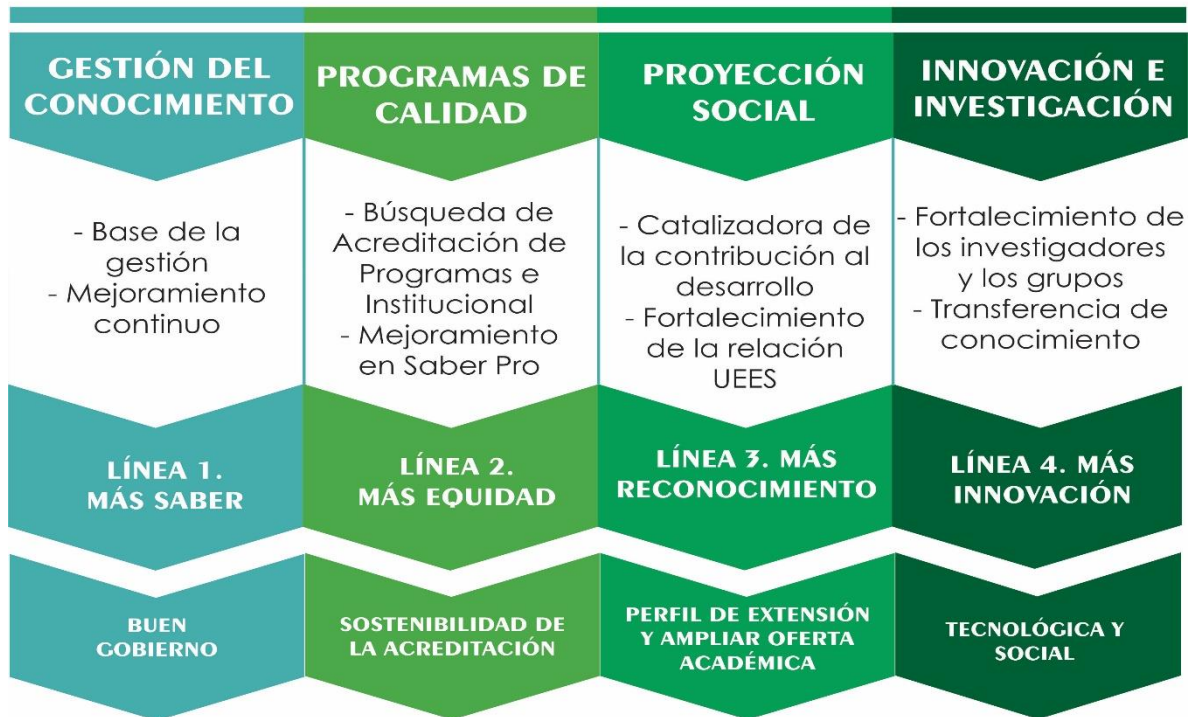 GESTIÓN DEL
CONOCIMIENTO
- Base de la
gestión
- Mejoramiento
continuo
LÍNEA 1.
MÁS SABER
BUEN
GOBIERNO
PROGRAMAS DE
CALIDAD
- Búsqueda de
Acreditación de
Programas e
Institucional
- Mejoramiento
en Saber Pro
LÍNEA 2.
MÁS EQUIDAD
SOSTENIBILIDAD DE
LA ACREDITACIÓN
PROYECCIÓN
SOCIAL
- Catalizadora de
la contribución al
desarrollo
- Fortalecimiento
de la relación
UEES
LÍNEA 3. MÁS
RECONOCIMIENTO
PERFIL DE EXTENSIÓN
Y AMPLIAR OFERTA
ACADÉMICA
INNOVACIÓN E
INVESTIGACIÓN
- Fortalecimiento de
los investigadores
y los grupos
- Transferencia de
conocimiento
LÍNEA 4. MÁS
INNOVACIÓN
TECNOLÓGICA Y
SOCIAL